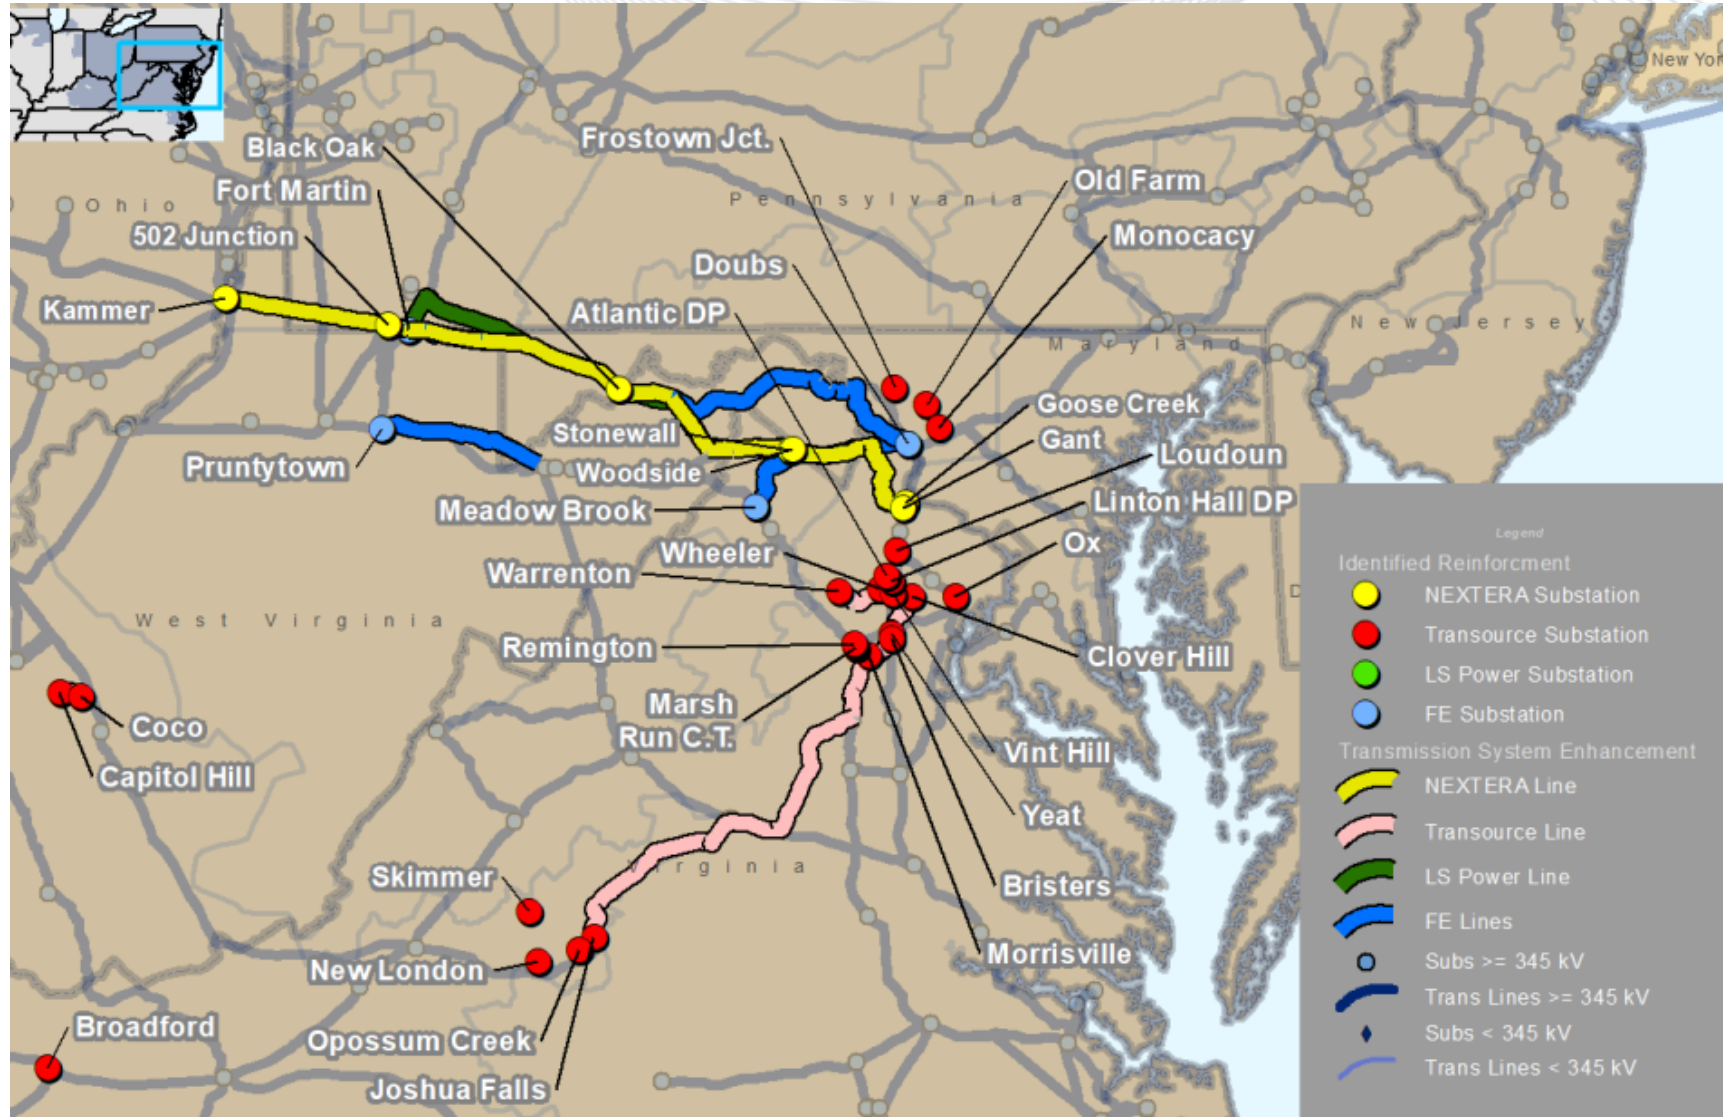 New Yor
Black Oak
Frostown Jct.
Fort Martin
Old Farm
Ohio
Pennsylvania
502 Junction
Monocacy
Doubs
Kammer
Atlantic DP
New Jersey
Maryland
Goose Creek
Stonewall
Gant
Pruntytown
Woodside
Loudoun
Meadow Brook
Linton Hall DP
Wheeler
Ox
Warrenton
West Virginia
Remington
Clover Hill
Marsh
Run C.T.
Coco
Vint Hill
Capitol Hill
Yeat
Virginia
Skimmer
Bristers
New London
Morrisville
Broadford
Opossum Creek
Joshua Falls
D
Legend
Identified Reinforcment
NEXTERA Substation
Transource Substation
LS Power Substation
FE Substation
Transmission System Enhancement
NEXTERA Line
Transource Line
LS Power Line
FE Lines
Subs >= 345 kV
Trans Lines >= 345 kV
Subs < 345 kV
Trans Lines < 345 kV